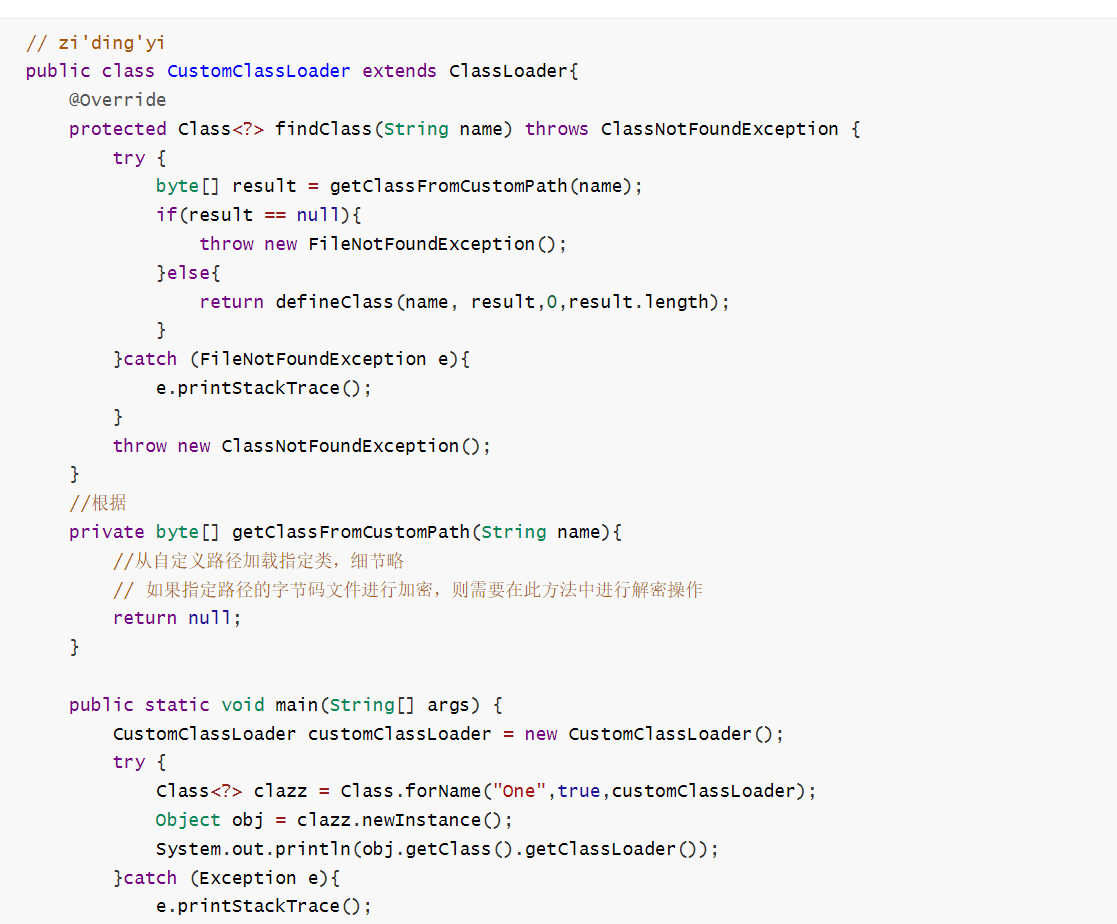 // zi'ding'yi
public class CustomClassLoader extends ClassLoader{
    @Override
    protected Class<?> findClass(String name) throws ClassNotFoundException {
        try {
            byte[] result = getClassFromCustomPath(name);
            if(result == null){
                throw new FileNotFoundException();
            }else{
                return defineClass(name, result,0,result.length);
            }
        }catch (FileNotFoundException e){
            e.printStackTrace();
        }
        throw new ClassNotFoundException();
    }
    //根据
    private byte[] getClassFromCustomPath(String name){
        //从自定义路径加载指定类，细节略
        // 如果指定路径的字节码文件进行加密，则需要在此方法中进行解密操作
        return null;
    }
    public static void main(String[] args) {
        CustomClassLoader customClassLoader = new CustomClassLoader();
        try {
            Class<?> clazz = Class.forName("One",true,customClassLoader);
            Object obj = clazz.newInstance();
            System.out.println(obj.getClass().getClassLoader());
        }catch (Exception e){
            e.printStackTrace();